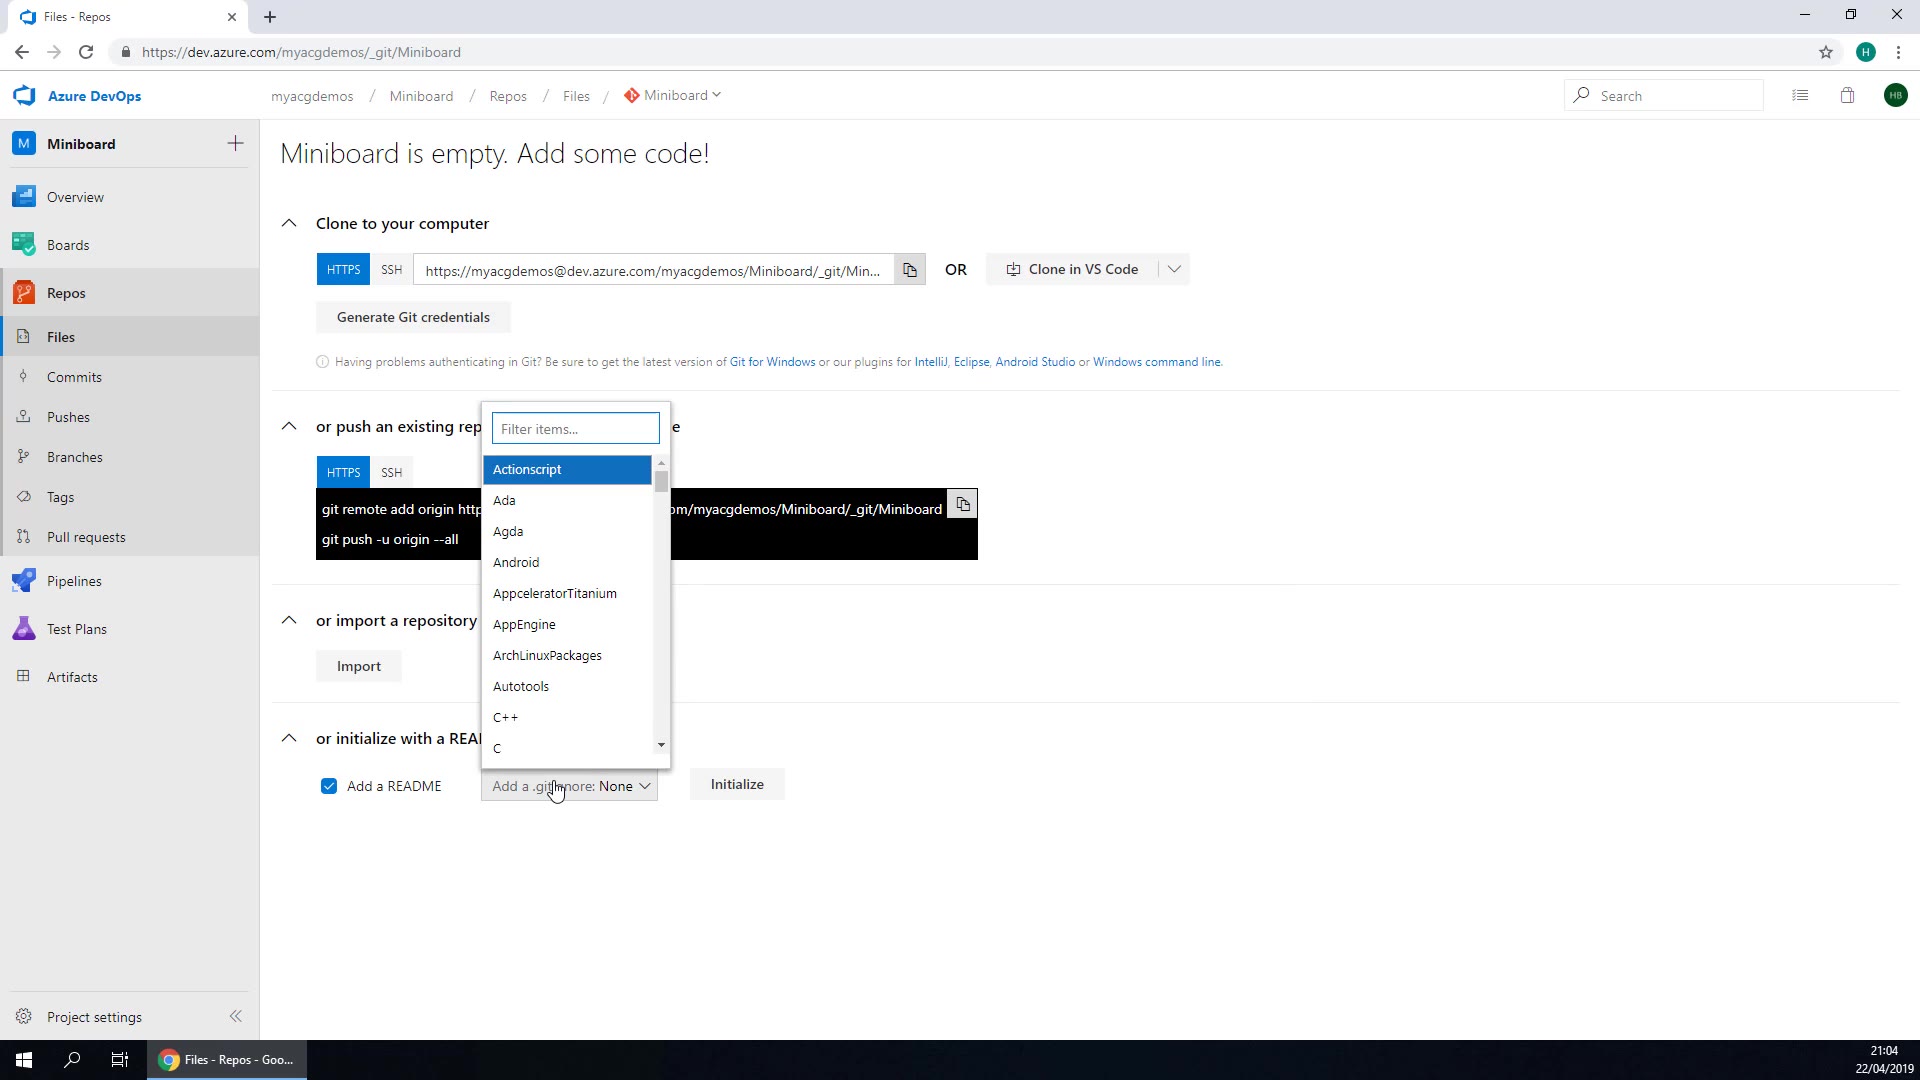 Files - Repos
https://dev.azure.com/myacgdemos/_git/Miniboard
H
Azure DevOps
myacgdemos / Miniboard / Repos / Files / Miniboard
Search
HB
M Miniboard
Overview
Boards
Repos
Files
Commits
Pushes
Branches
Tags
Pull requests
Pipelines
Test Plans
Artifacts
Project settings
Miniboard is empty. Add some code!
Clone to your computer
HTTPS SSH https://myacgdemos@dev.azure.com/myacgdemos/Miniboard/_git/Min... OR Clone in VS Code
Generate Git credentials
Having problems authenticating in Git? Be sure to get the latest version of Git for Windows or our plugins for IntelliJ, Eclipse, Android Studio or Windows command line.
or push an existing rep
e
HTTPS SSH
git remote add origin http
om/myacgdemos/Miniboard/_git/Miniboard
git push -u origin --all
or import a repository
Import
or initialize with a REA
Add a README
Add a .gitignore: None
Initialize
Filter items...
Actionscript
Ada
Agda
Android
AppceleratorTitanium
AppEngine
ArchLinuxPackages
Autotools
C++
C
Files - Repos - Goo...
21:04
22/04/2019